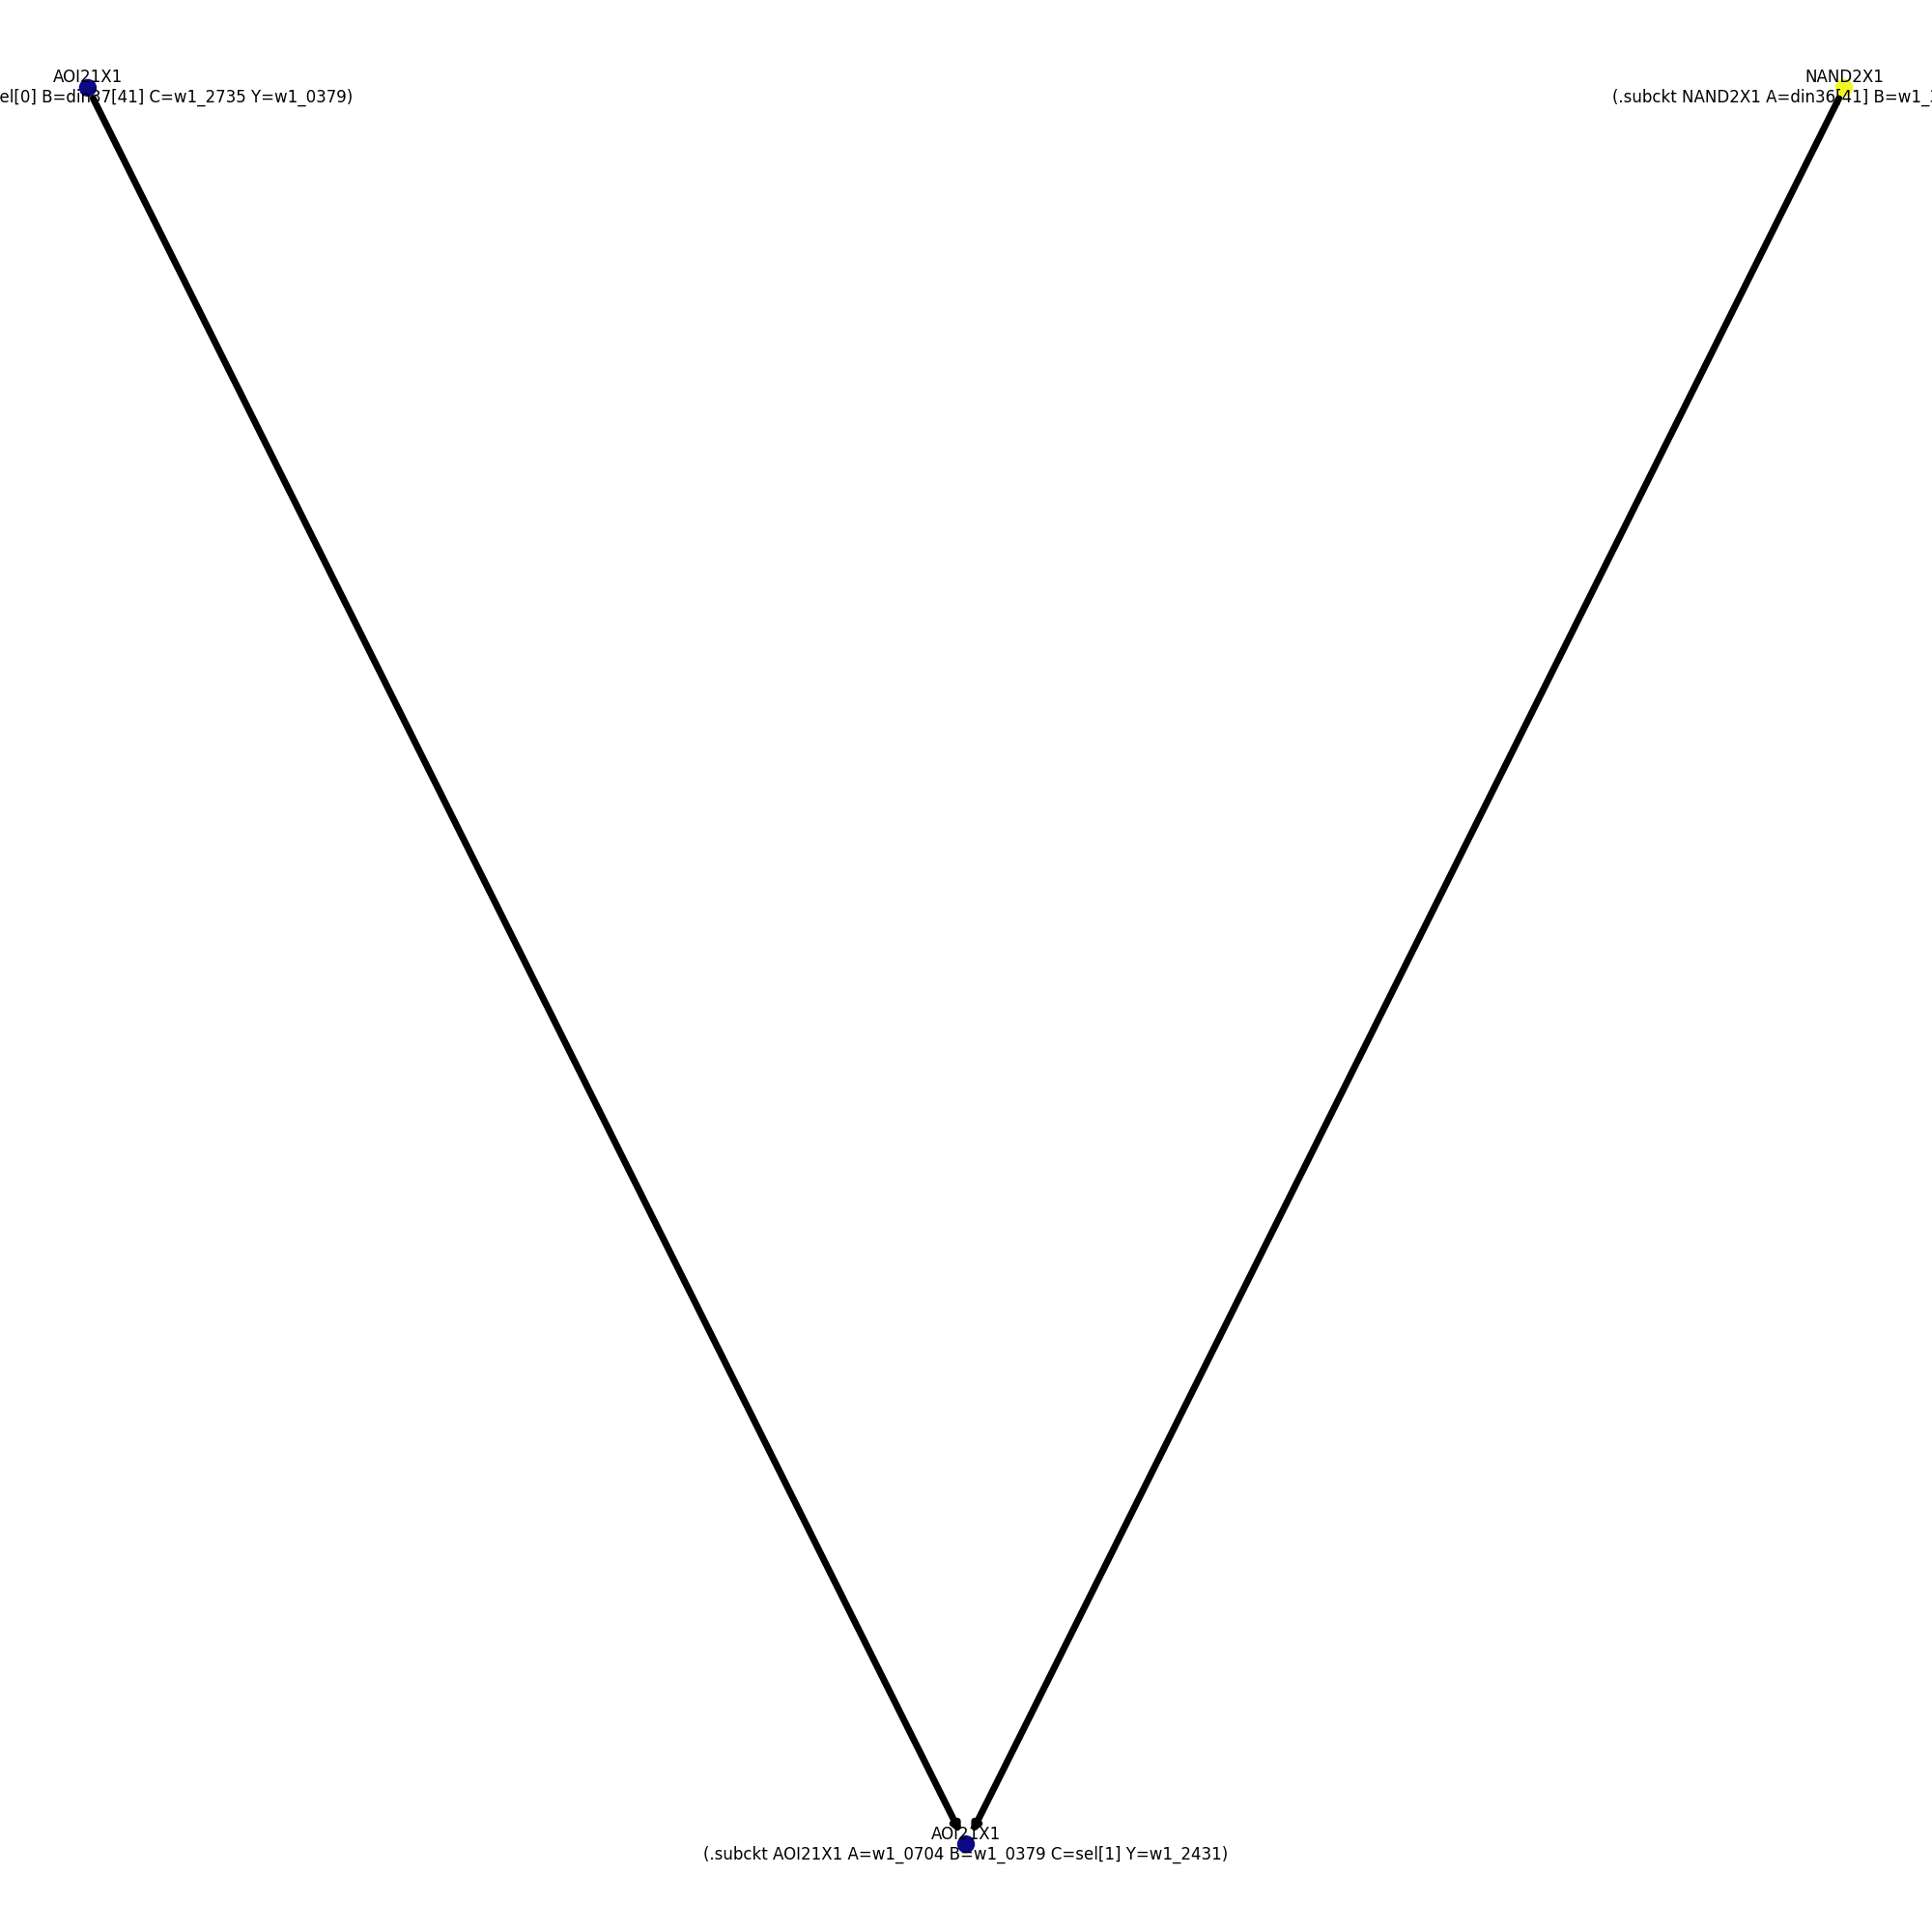 AOI21X1
el[0] B=din37[41] C=w1_2735 Y=w1_0379)
NAND2X1
(.subckt NAND2X1 A=din36[41] B=w1_
AOI21X1
(.subckt AOI21X1 A=w1_0704 B=w1_0379 C=sel[1] Y=w1_2431)